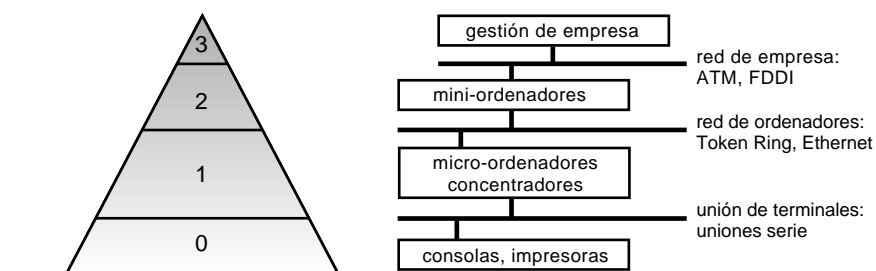 3
2
1
0
gestión de empresa
red de empresa:
ATM, FDDI
mini-ordenadores
red de ordenadores:
Token Ring, Ethernet
micro-ordenadores
concentradores
unión de terminales:
uniones serie
consolas, impresoras